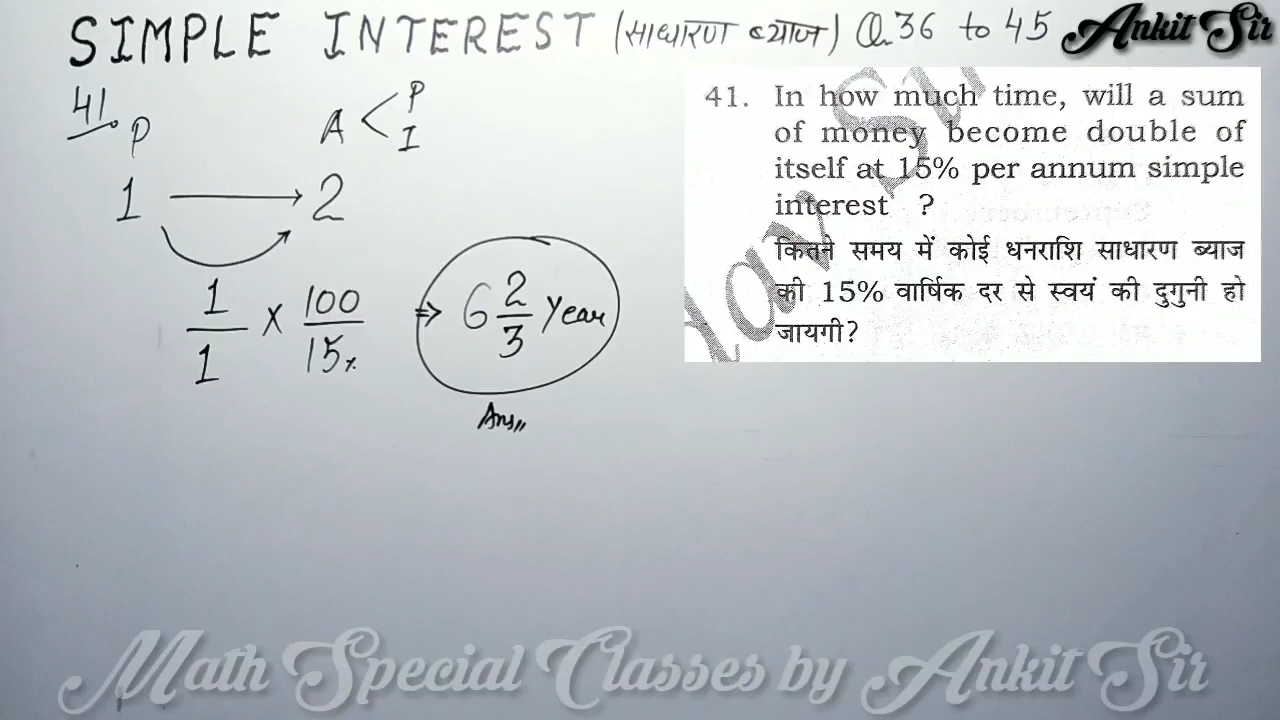 SIMPLE INTEREST (साधारण ब्याज) Q.36 to 45 Ankit Sir
41.
P A < P
I
1 → 2
1/1 × 100/15% ⇒ 6 2/3 Year
Ans"
41. In how much time, will a sum
of money become double of
itself at 15% per annum simple
interest ?
कितने समय में कोई धनराशि साधारण ब्याज
की 15% वार्षिक दर से स्वयं की दुगुनी हो
जायगी?
Math Special Classes by Ankit Sir